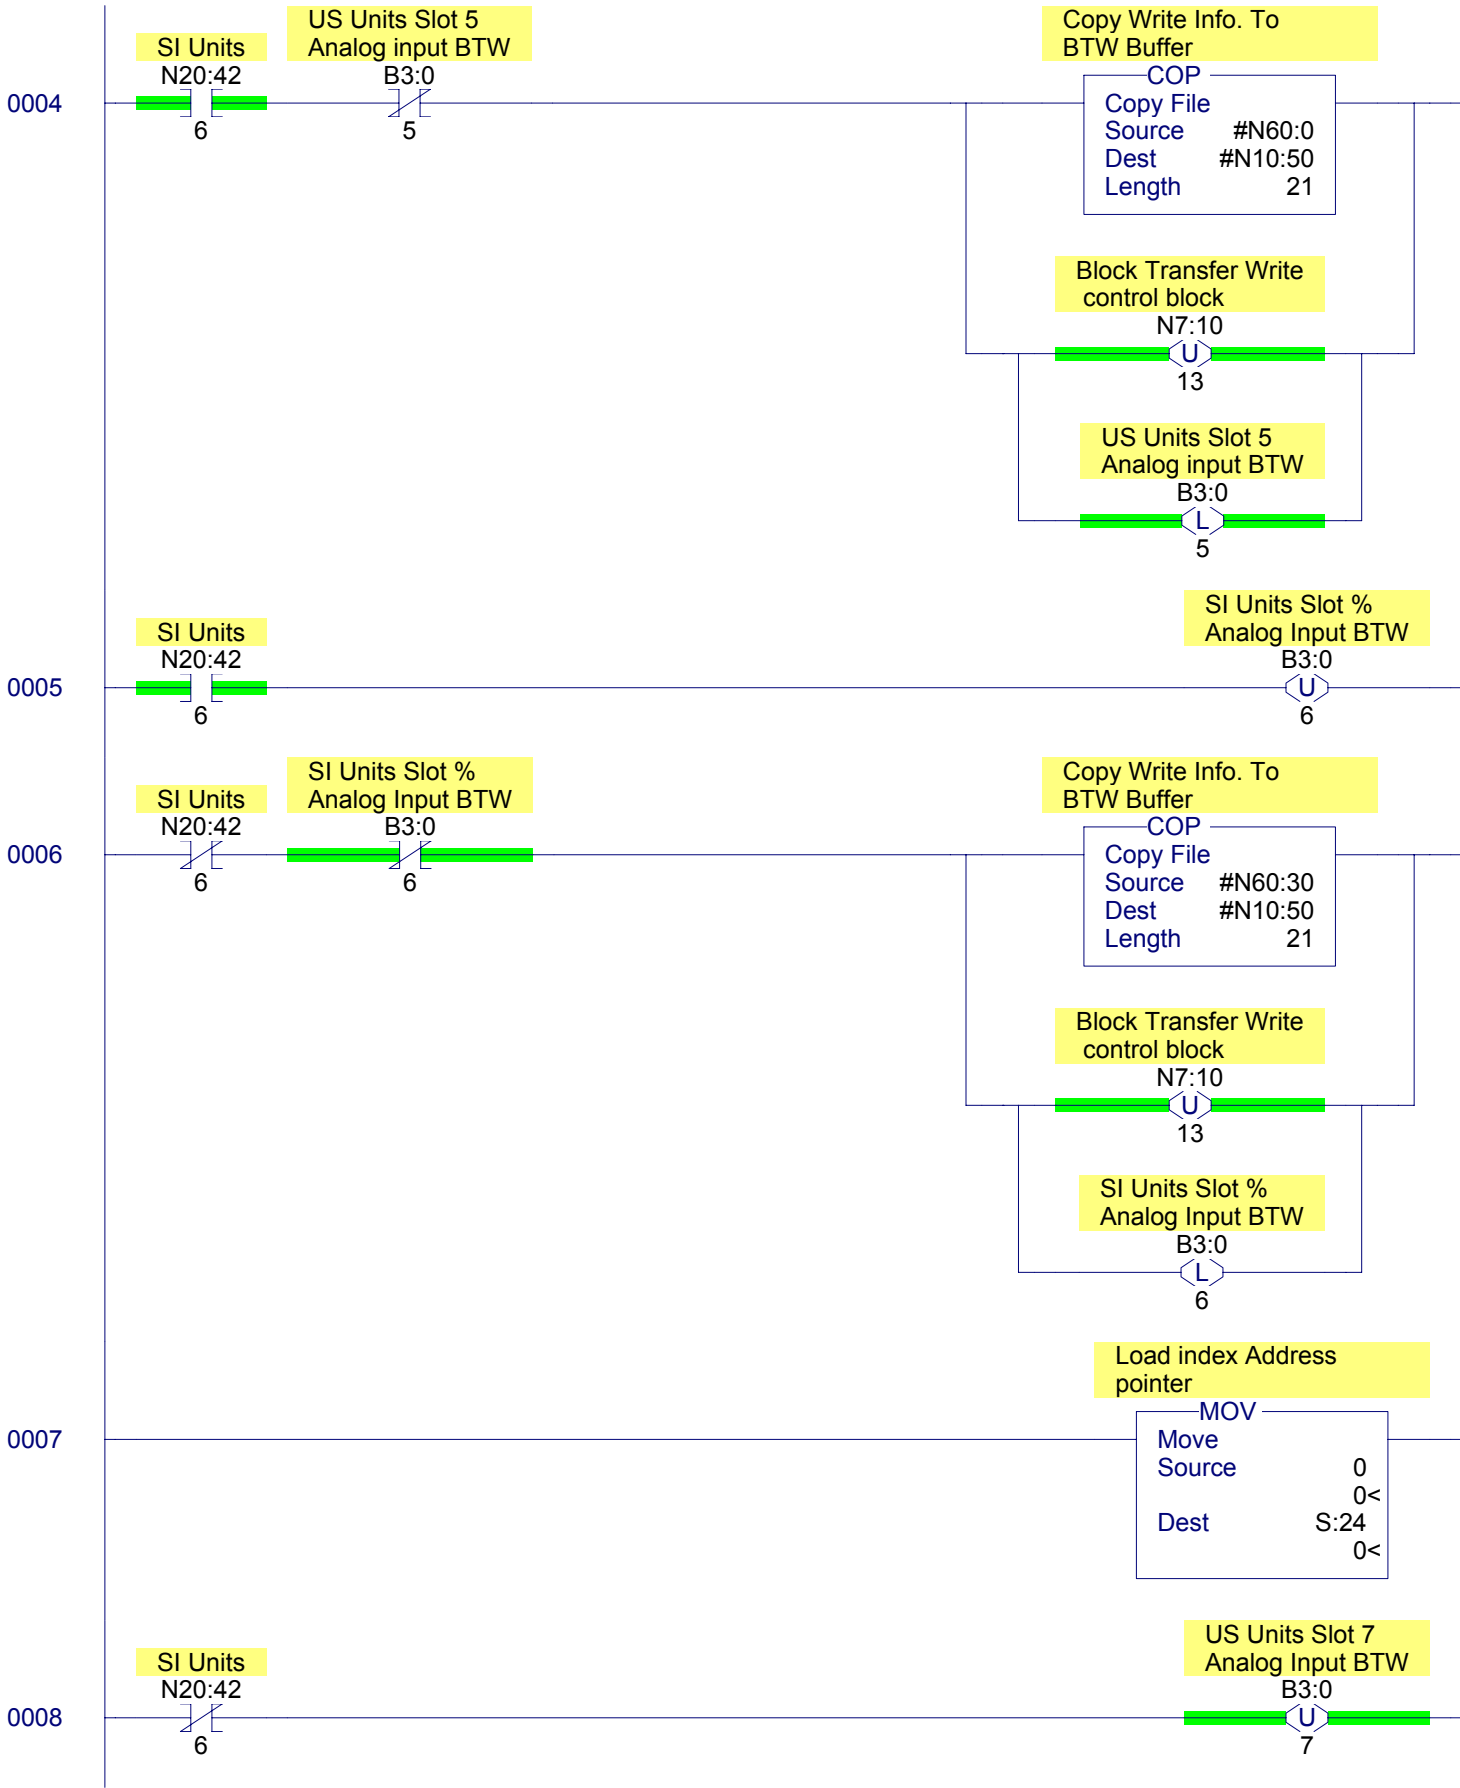 US Units Slot 5
Analog input BTW
Copy Write Info. To
BTW Buffer
SI Units
N20:42
B3:0
COP
0004
6
5
Copy File
Source #N60:0
Dest #N10:50
Length 21
Block Transfer Write
control block
N7:10
U
13
US Units Slot 5
Analog input BTW
B3:0
L
5
SI Units Slot %
Analog Input BTW
SI Units
N20:42
B3:0
0005
U
6
6
SI Units Slot %
Analog Input BTW
Copy Write Info. To
BTW Buffer
SI Units
N20:42
B3:0
COP
0006
6
6
Copy File
Source #N60:30
Dest #N10:50
Length 21
Block Transfer Write
control block
N7:10
U
13
SI Units Slot %
Analog Input BTW
B3:0
L
6
Load index Address
pointer
MOV
0007
Move
Source 0
0<
Dest S:24
0<
US Units Slot 7
Analog Input BTW
SI Units
N20:42
B3:0
0008
U
6
7